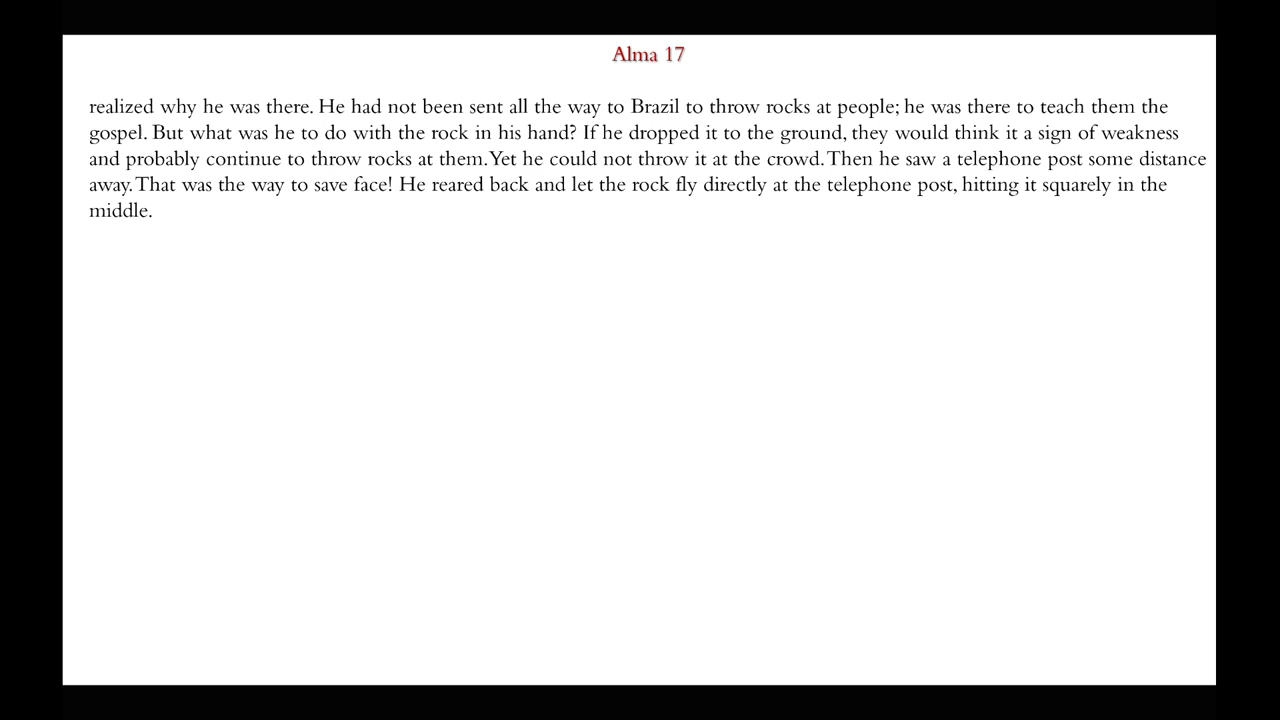 Alma 17
realized why he was there. He had not been sent all the way to Brazil to throw rocks at people; he was there to teach them the
gospel. But what was he to do with the rock in his hand? If he dropped it to the ground, they would think it a sign of weakness
and probably continue to throw rocks at them. Yet he could not throw it at the crowd. Then he saw a telephone post some distance
away. That was the way to save face! He reared back and let the rock fly directly at the telephone post, hitting it squarely in the
middle.